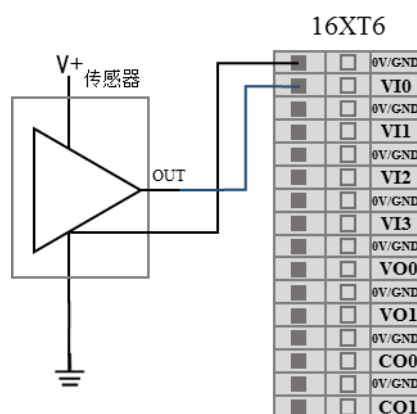 16XT6
V+
传感器
OUT
0V/GND
VI0
0V/GND
VI1
0V/GND
VI2
0V/GND
VI3
0V/GND
VO0
0V/GND
VO1
0V/GND
CO0
0V/GND
CO1